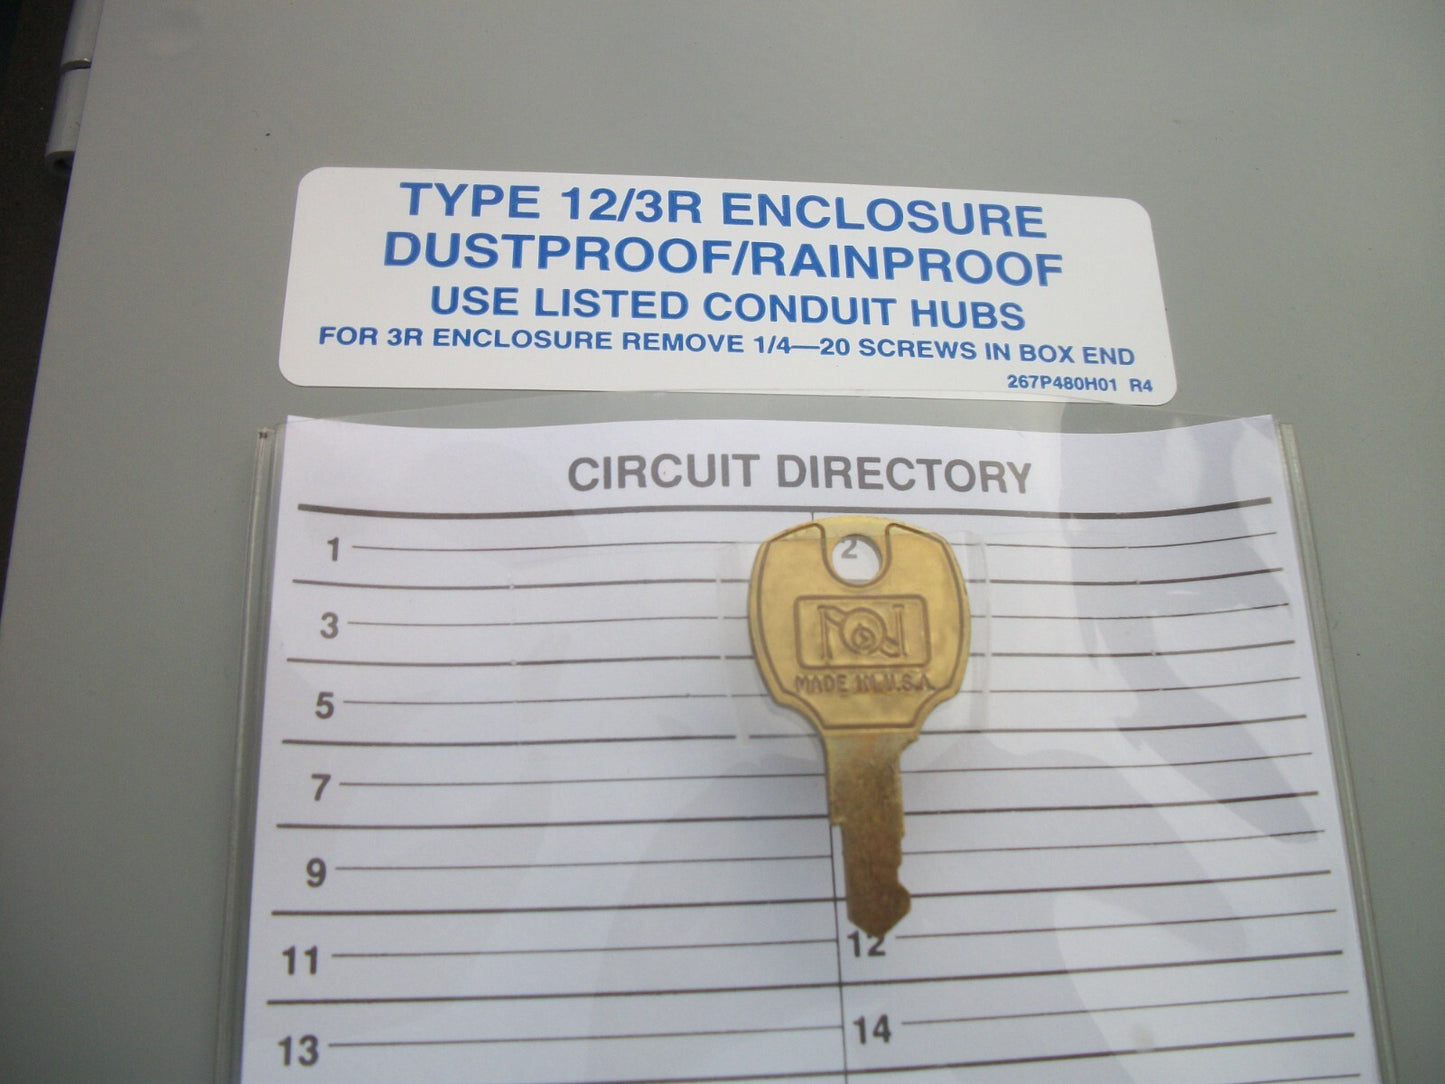 TYPE 12/3R ENCLOSURE
DUSTPROOF/RAINPROOF
USE LISTED CONDUIT HUBS
FOR 3R ENCLOSURE REMOVE 1/4—20 SCREWS IN BOX END
267P480H01 R4
CIRCUIT DIRECTORY
1
2
3
5
7
9
11
12
13
14
MADE IN U.S.A.